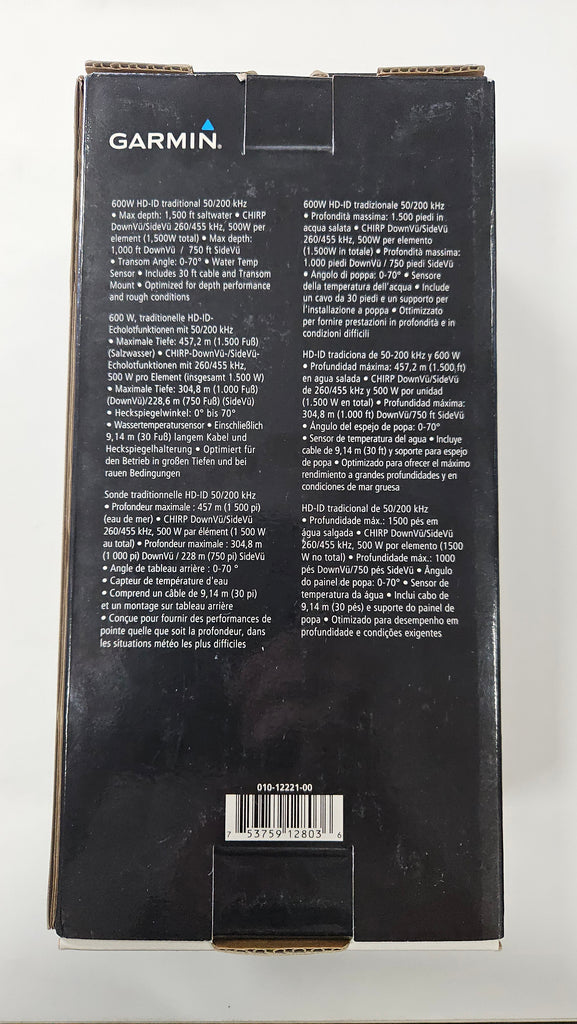 GARMIN®
600W HD-ID traditional 50/200 kHz
• Max depth: 1,500 ft saltwater • CHIRP
DownVü/SideVü 260/455 kHz, 500W per
element (1,500W total) • Max depth:
1,000 ft DownVü / 750 ft SideVü
• Transom Angle: 0-70° • Water Temp
Sensor • Includes 30 ft cable and Transom
Mount • Optimized for depth performance
and rough conditions
600 W, traditionelle HD-ID-
Echolotfunktionen mit 50/200 kHz
• Maximale Tiefe: 457,2 m (1.500 Fuß)
(Salzwasser) • CHIRP-DownVü-/SideVü-
Echolotfunktionen mit 260/455 kHz,
500 W pro Element (insgesamt 1.500 W)
• Maximale Tiefe: 304,8 m (1.000 Fuß)
(DownVü)/228,6 m (750 Fuß) (SideVü)
• Heckspiegelwinkel: 0° bis 70°
• Wassertemperatursensor • Einschließlich
9,14 m (30 Fuß) langem Kabel und
Heckspiegelhalterung • Optimiert für
den Betrieb in großen Tiefen und bei
rauen Bedingungen
Sonde traditionnelle HD-ID 50/200 kHz
• Profondeur maximale : 457 m (1 500 pi)
(eau de mer) • CHIRP DownVü/SideVü
260/455 kHz, 500 W par élément (1 500 W
au total) • Profondeur maximale : 304,8 m
(1 000 pi) DownVü / 228 m (750 pi) SideVü
• Angle de tableau arrière : 0-70 °
• Capteur de température d'eau
• Comprend un câble de 9,14 m (30 pi)
et un montage sur tableau arrière
• Conçue pour fournir des performances de
pointe quelle que soit la profondeur, dans
les situations météo les plus difficiles
600W HD-ID tradizionale 50/200 kHz
• Profondità massima: 1.500 piedi in
acqua salata • CHIRP DownVü/SideVü
260/455 kHz, 500W per elemento
(1.500W in totale) • Profondità massima:
1.000 piedi DownVü / 750 piedi SideVü
• Angolo di poppa: 0-70° • Sensore
della temperatura dell'acqua • Include
un cavo da 30 piedi e un supporto per
l'installazione a poppa • Ottimizzato
per fornire prestazioni in profondità e in
condizioni difficili
HD-ID tradiciona de 50-200 kHz y 600 W
• Profundidad máxima: 457,2 m (1.500 ft)
en agua salada • CHIRP DownVü/SideVü
de 260/455 kHz, 500 W por unidad
(1.500 W en total) • Profundidad máxima:
304,8 m (1.000 ft) DownVü/750 ft SideVü
• Ángulo del espejo de popa: 0-70°
• Sensor de temperatura del agua • Incluye
cable de 9,14 m (30 ft) y soporte para espejo
de popa • Optimizado para ofrecer el máximo
rendimiento a grandes profundidades y en
condiciones de mar gruesa
HD-ID tradicional de 50/200 kHz
• Profundidade máx.: 1500 pés em
água salgada • CHIRP DownVü/SideVü
260/455 kHz, 500 W por elemento (1500
W no total) • Profundidade máx.: 1000
pés DownVü/750 pés SideVü • Ângulo
do painel de popa: 0-70° • Sensor de
temperatura da água • Inclui cabo de
9,14 m (30 pés) e suporte do painel de
popa • Otimizado para desempenho em
profundidade e condições exigentes
010-12221-00
7 53759 12803 6